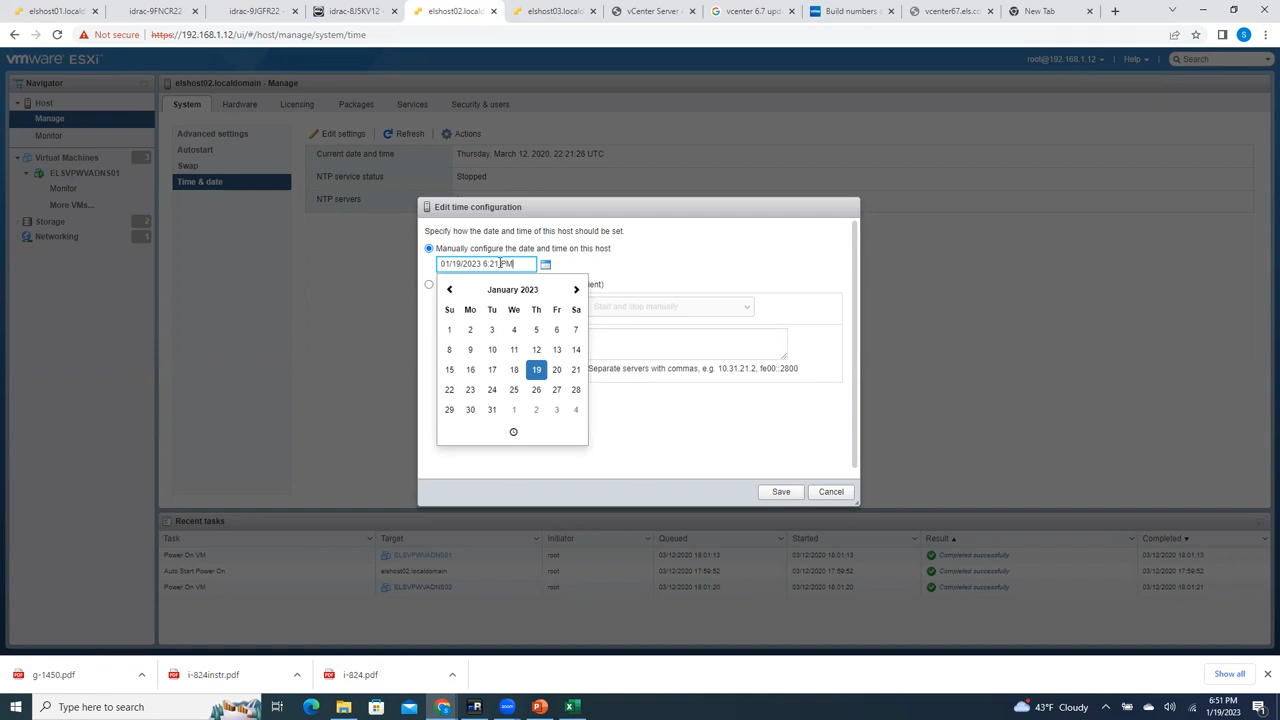 elshost01.localdomain
idrac-9FNCR22
idrac-9JGFR22 -
idrac-8J5KV12 -
elshost02.locald
elshost03.locald
vCenter Server A
vcenter 6.7 updat
Build numbers o
vcenter67.els.co
New Tab
Not secure https://192.168.1.12/ui/#/host/manage/system/time
S
vmware ESXi
root@192.168.1.12
Help
Search
Navigator
elshost02.localdomain - Manage
Host
Manage
Monitor
Virtual Machines 3
ELSVPWVADNS01
Monitor
More VMs...
Storage 2
Networking 1
System Hardware Licensing Packages Services Security & users
Advanced settings
Autostart
Swap
Time & date
Edit settings Refresh Actions
Current date and time Thursday, March 12, 2020, 22:21:26 UTC
NTP service status Stopped
NTP servers
Edit time configuration
Specify how the date and time of this host should be set.
Manually configure the date and time on this host
01/19/2023 6:21 PM
ent)
Start and stop manually
Separate servers with commas, e.g. 10.31.21.2, fe00::2800
January 2023
Su Mo Tu We Th Fr Sa
1 2 3 4 5 6 7
8 9 10 11 12 13 14
15 16 17 18 19 20 21
22 23 24 25 26 27 28
29 30 31 1 2 3 4
Save Cancel
Recent tasks
Task Target Initiator Queued Started Result Completed
Power On VM ELSVPWVADNS01 root 03/12/2020 18:01:13 03/12/2020 18:01:13 Completed successfully 03/12/2020 18:01:13
Auto Start Power On elshost02.localdomain root 03/12/2020 17:59:52 03/12/2020 17:59:52 Completed successfully 03/12/2020 17:59:52
Power On VM ELSVPWVADNS02 root 03/12/2020 18:01:20 03/12/2020 18:01:20 Completed successfully 03/12/2020 18:01:21
g-1450.pdf
i-824instr.pdf
i-824.pdf
Show all
Type here to search
43°F Cloudy
6:51 PM
1/19/2023